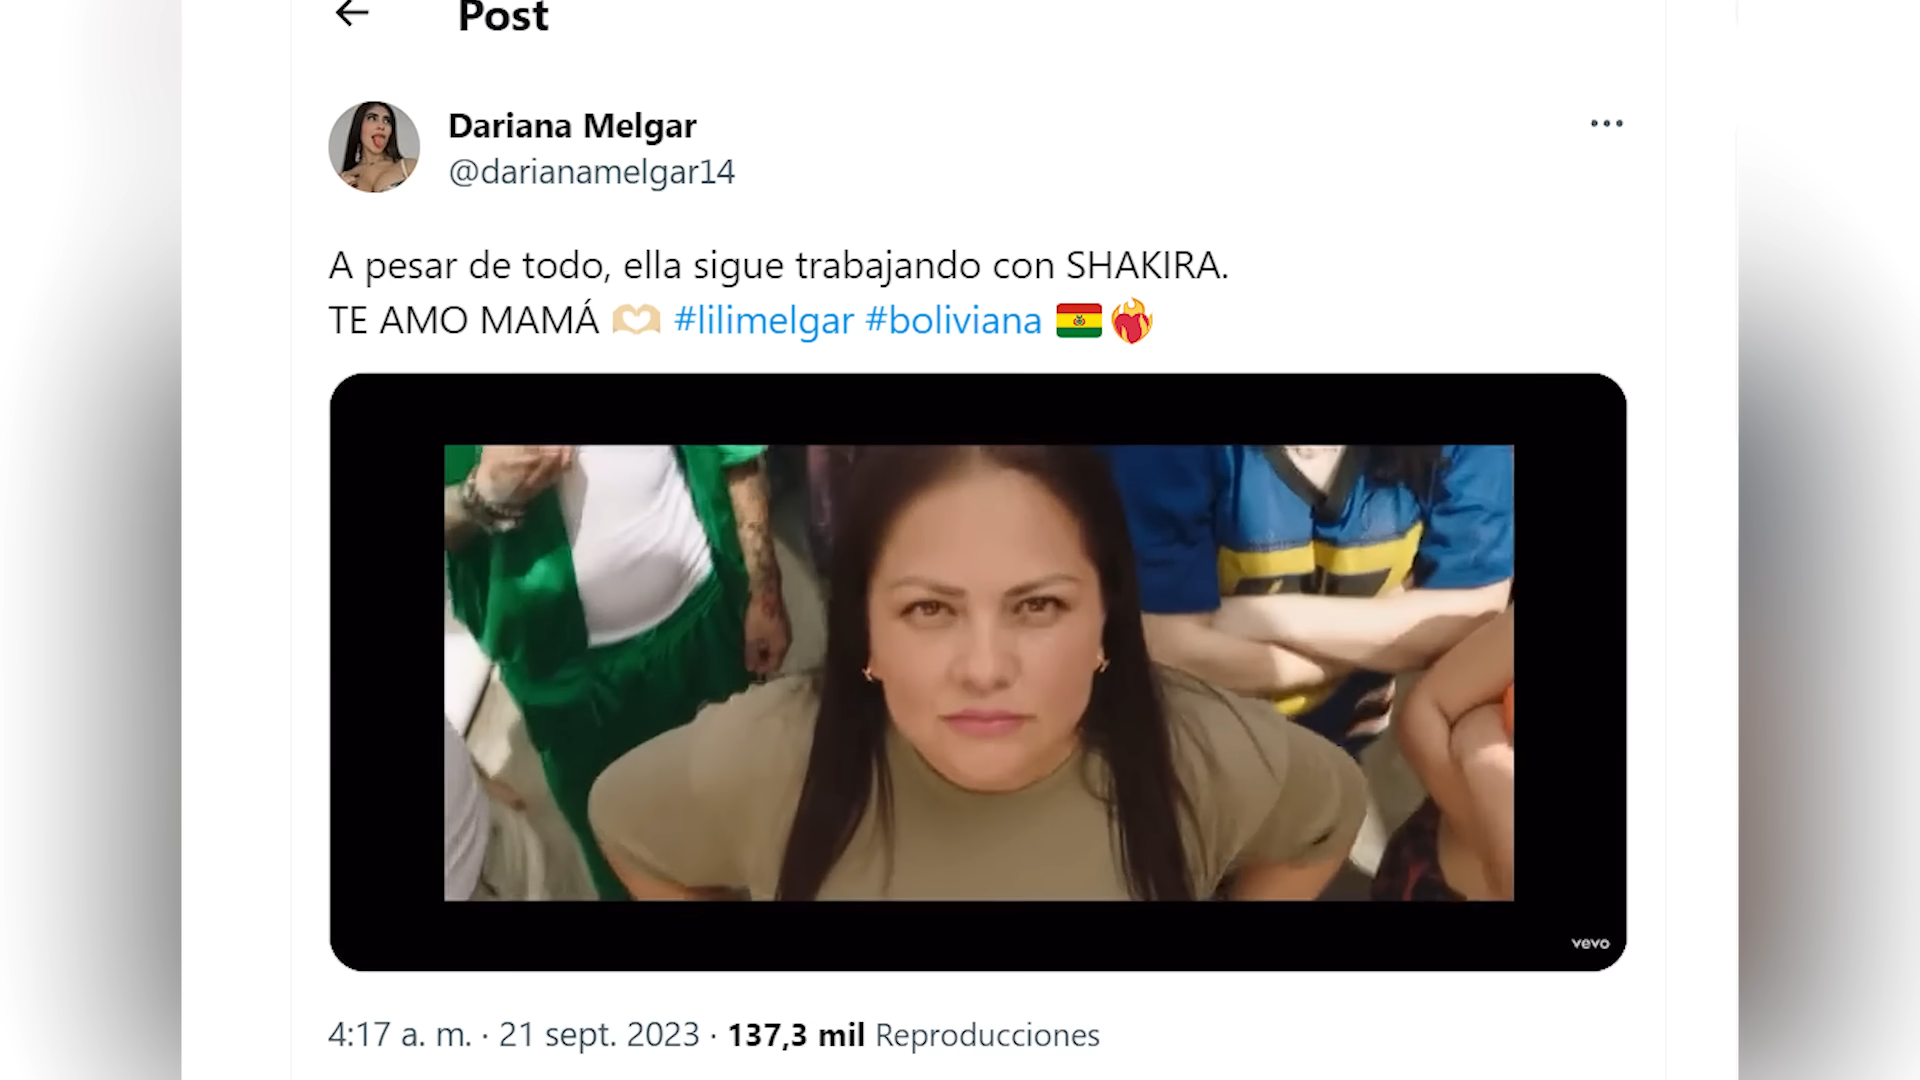 Post
Dariana Melgar
@darianamelgar14
A pesar de todo, ella sigue trabajando con SHAKIRA.
TE AMO MAMÁ 🫶🏼 #lilimelgar #boliviana 🇧🇴❤️‍🔥
vevo
4:17 a. m. · 21 sept. 2023 · 137,3 mil Reproducciones